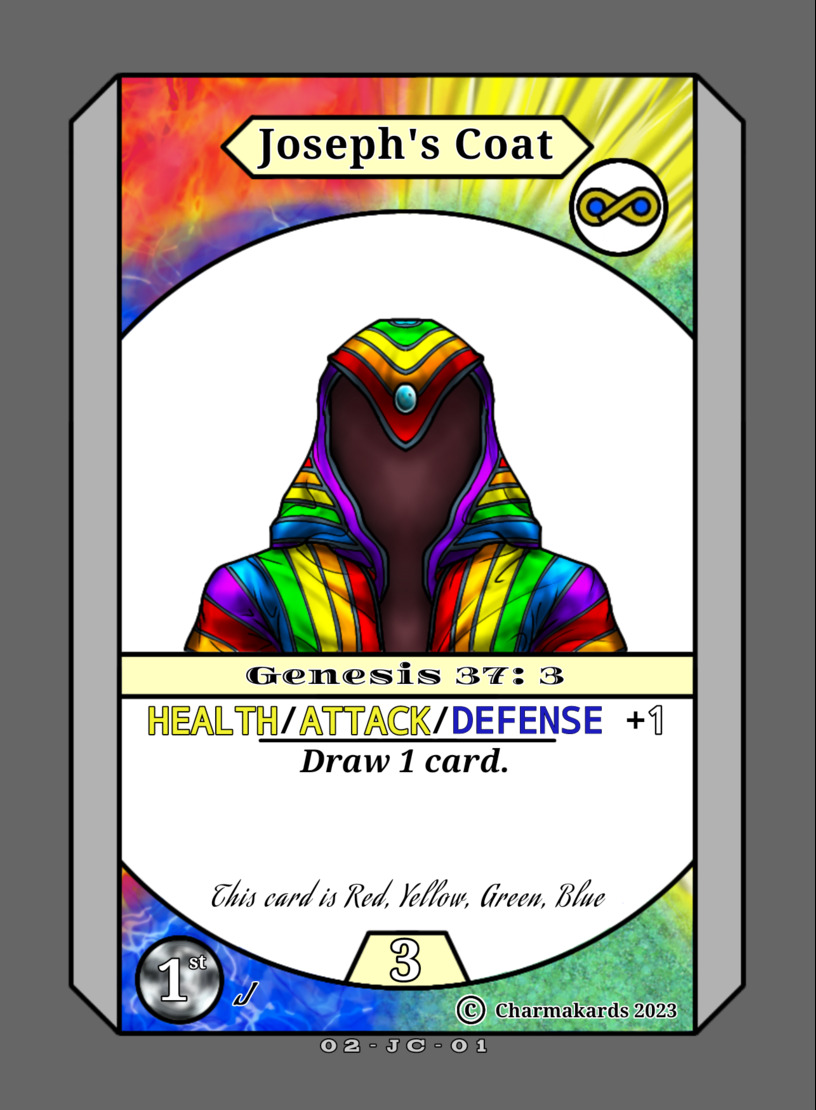 Joseph's Coat
Genesis 37: 3
HEALTH/ATTACK/DEFENSE +1
Draw 1 card.
This card is Red, Yellow, Green, Blue
3
1st
J
© Charmakards 2023
02-JC-01